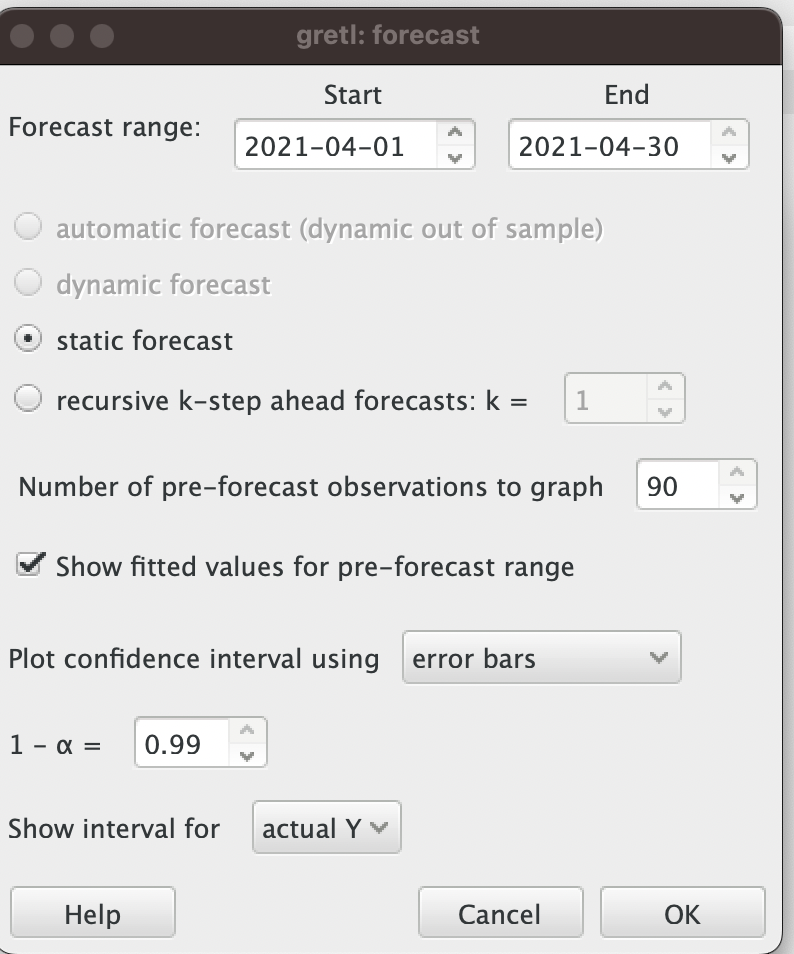 gretl: forecast
Start End
Forecast range: 2021-04-01 2021-04-30
automatic forecast (dynamic out of sample)
dynamic forecast
static forecast
recursive k-step ahead forecasts: k = 1
Number of pre-forecast observations to graph 90
Show fitted values for pre-forecast range
Plot confidence interval using error bars
1 - α = 0.99
Show interval for actual Y
Help Cancel OK